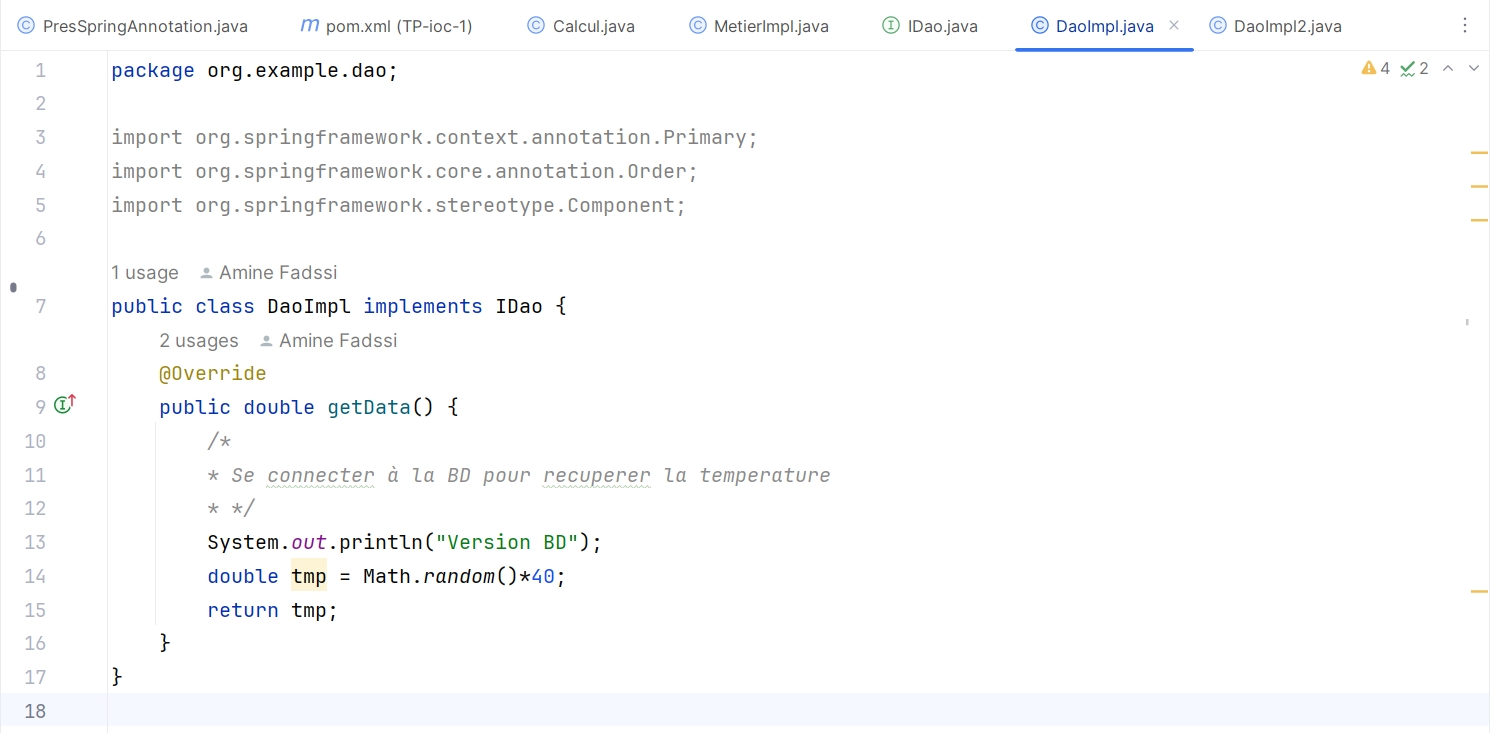 PresSpringAnnotation.java m pom.xml (TP-ioc-1) C Calcul.java C MetierImpl.java I IDao.java C DaoImpl.java C DaoImpl2.java
4 2
1 package org.example.dao;
2
3 import org.springframework.context.annotation.Primary;
4 import org.springframework.core.annotation.Order;
5 import org.springframework.stereotype.Component;
6
1 usage Amine Fadssi
7 public class DaoImpl implements IDao {
2 usages Amine Fadssi
8 @Override
9 public double getData() {
10 /*
11 * Se connecter à la BD pour recuperer la temperature
12 * */
13 System.out.println("Version BD");
14 double tmp = Math.random()*40;
15 return tmp;
16 }
17 }
18